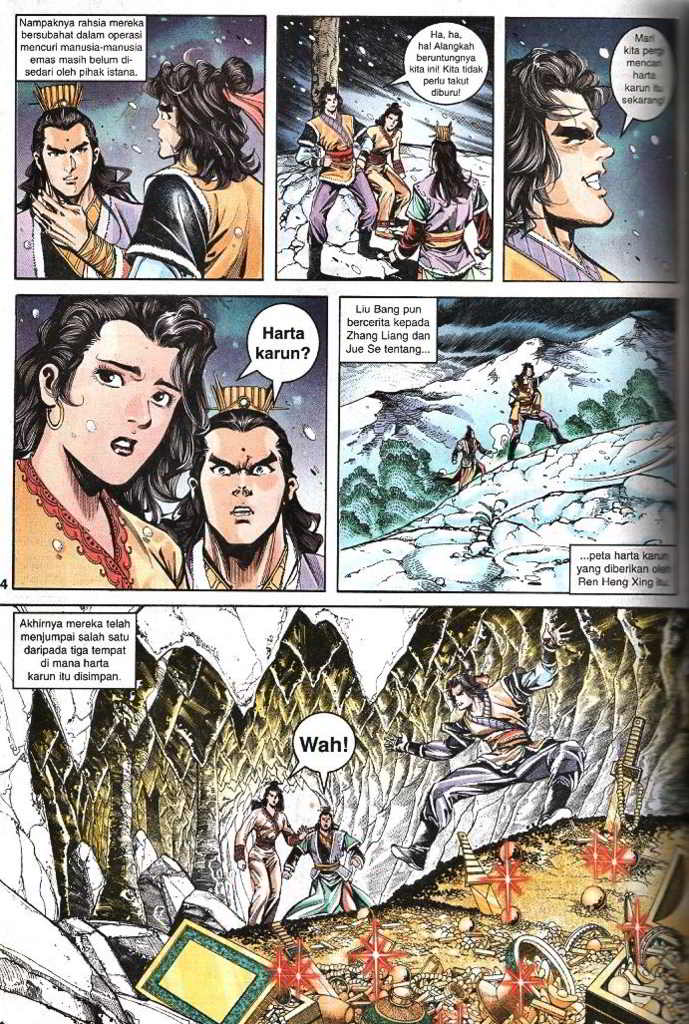 Nampaknya rahsia mereka
bersubahat dalam operasi
mencuri manusia-manusia
emas masih belum di-
sedari oleh pihak istana.
Ha, ha,
ha! Alangkah
beruntungnya
kita ini! Kita tidak
perlu takut
diburu!
Mari
kita pergi
mencari
harta
karun itu
sekarang!
Harta
karun?
Liu Bang pun
bercerita kepada
Zhang Liang dan
Jue Se tentang...
...peta harta karun
yang diberikan oleh
Ren Heng Xing itu.
4
Akhirnya mereka telah
menjumpai salah satu
daripada tiga tempat
di mana harta
karun itu disimpan.
Wah!